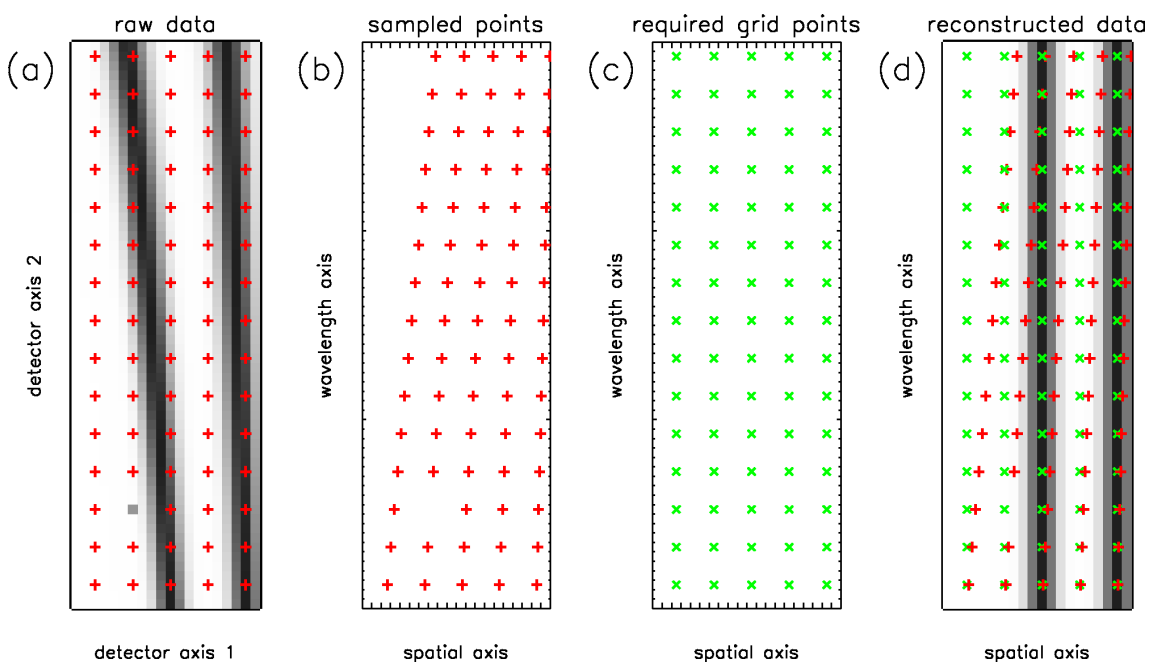 raw data
sampled points
required grid points
reconstructed data
(a)
(b)
(c)
(d)
detector axis 2
wavelength axis
wavelength axis
wavelength axis
detector axis 1
spatial axis
spatial axis
spatial axis